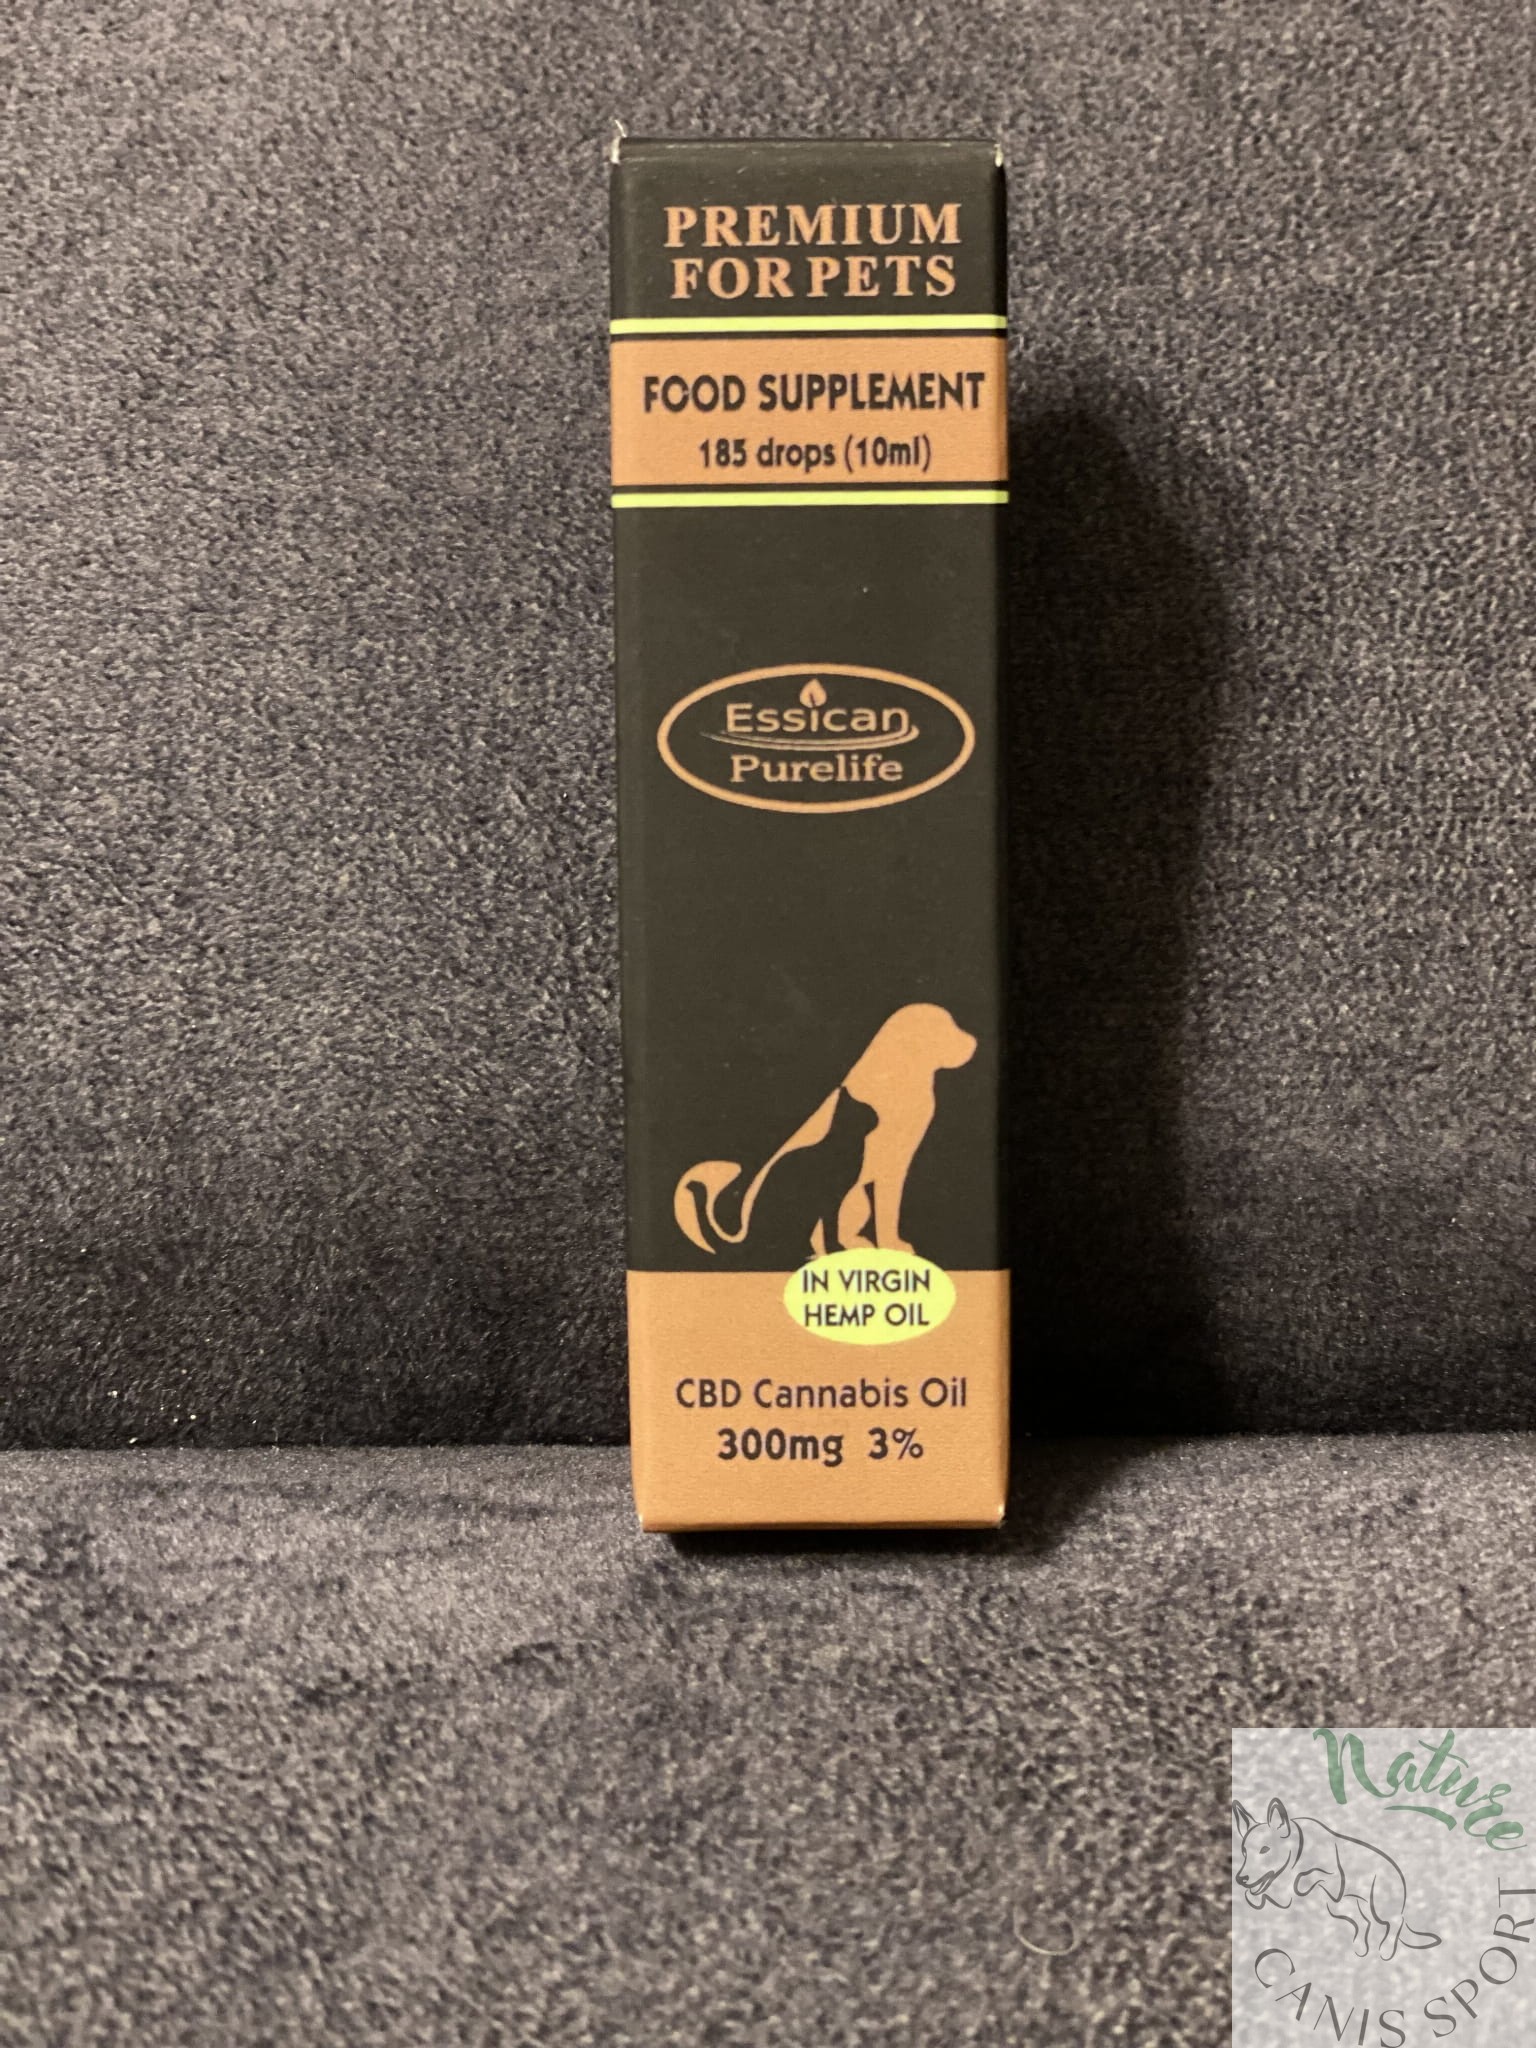 PREMIUM
FOR PETS
FOOD SUPPLEMENT
185 drops (10ml)
Essican
Purelife
IN VIRGIN
HEMP OIL
CBD Cannabis Oil
300mg 3%
Nature
CANIS SPORT